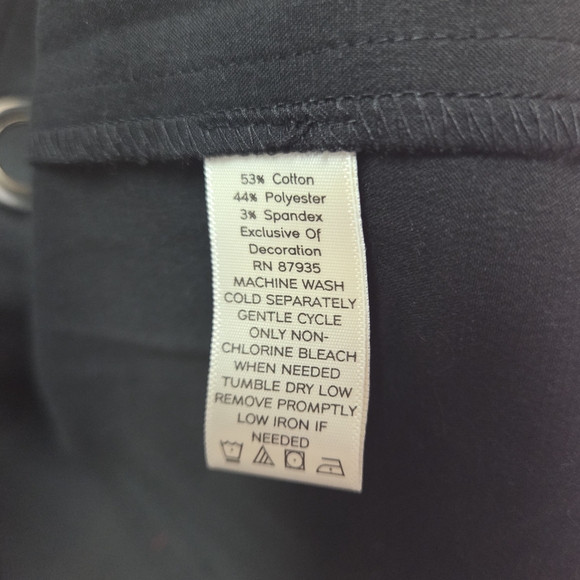 53% Cotton
44% Polyester
3% Spandex
Exclusive Of
Decoration
RN 87935
MACHINE WASH
COLD SEPARATELY
GENTLE CYCLE
ONLY NON-
CHLORINE BLEACH
WHEN NEEDED
TUMBLE DRY LOW
REMOVE PROMPTLY
LOW IRON IF
NEEDED